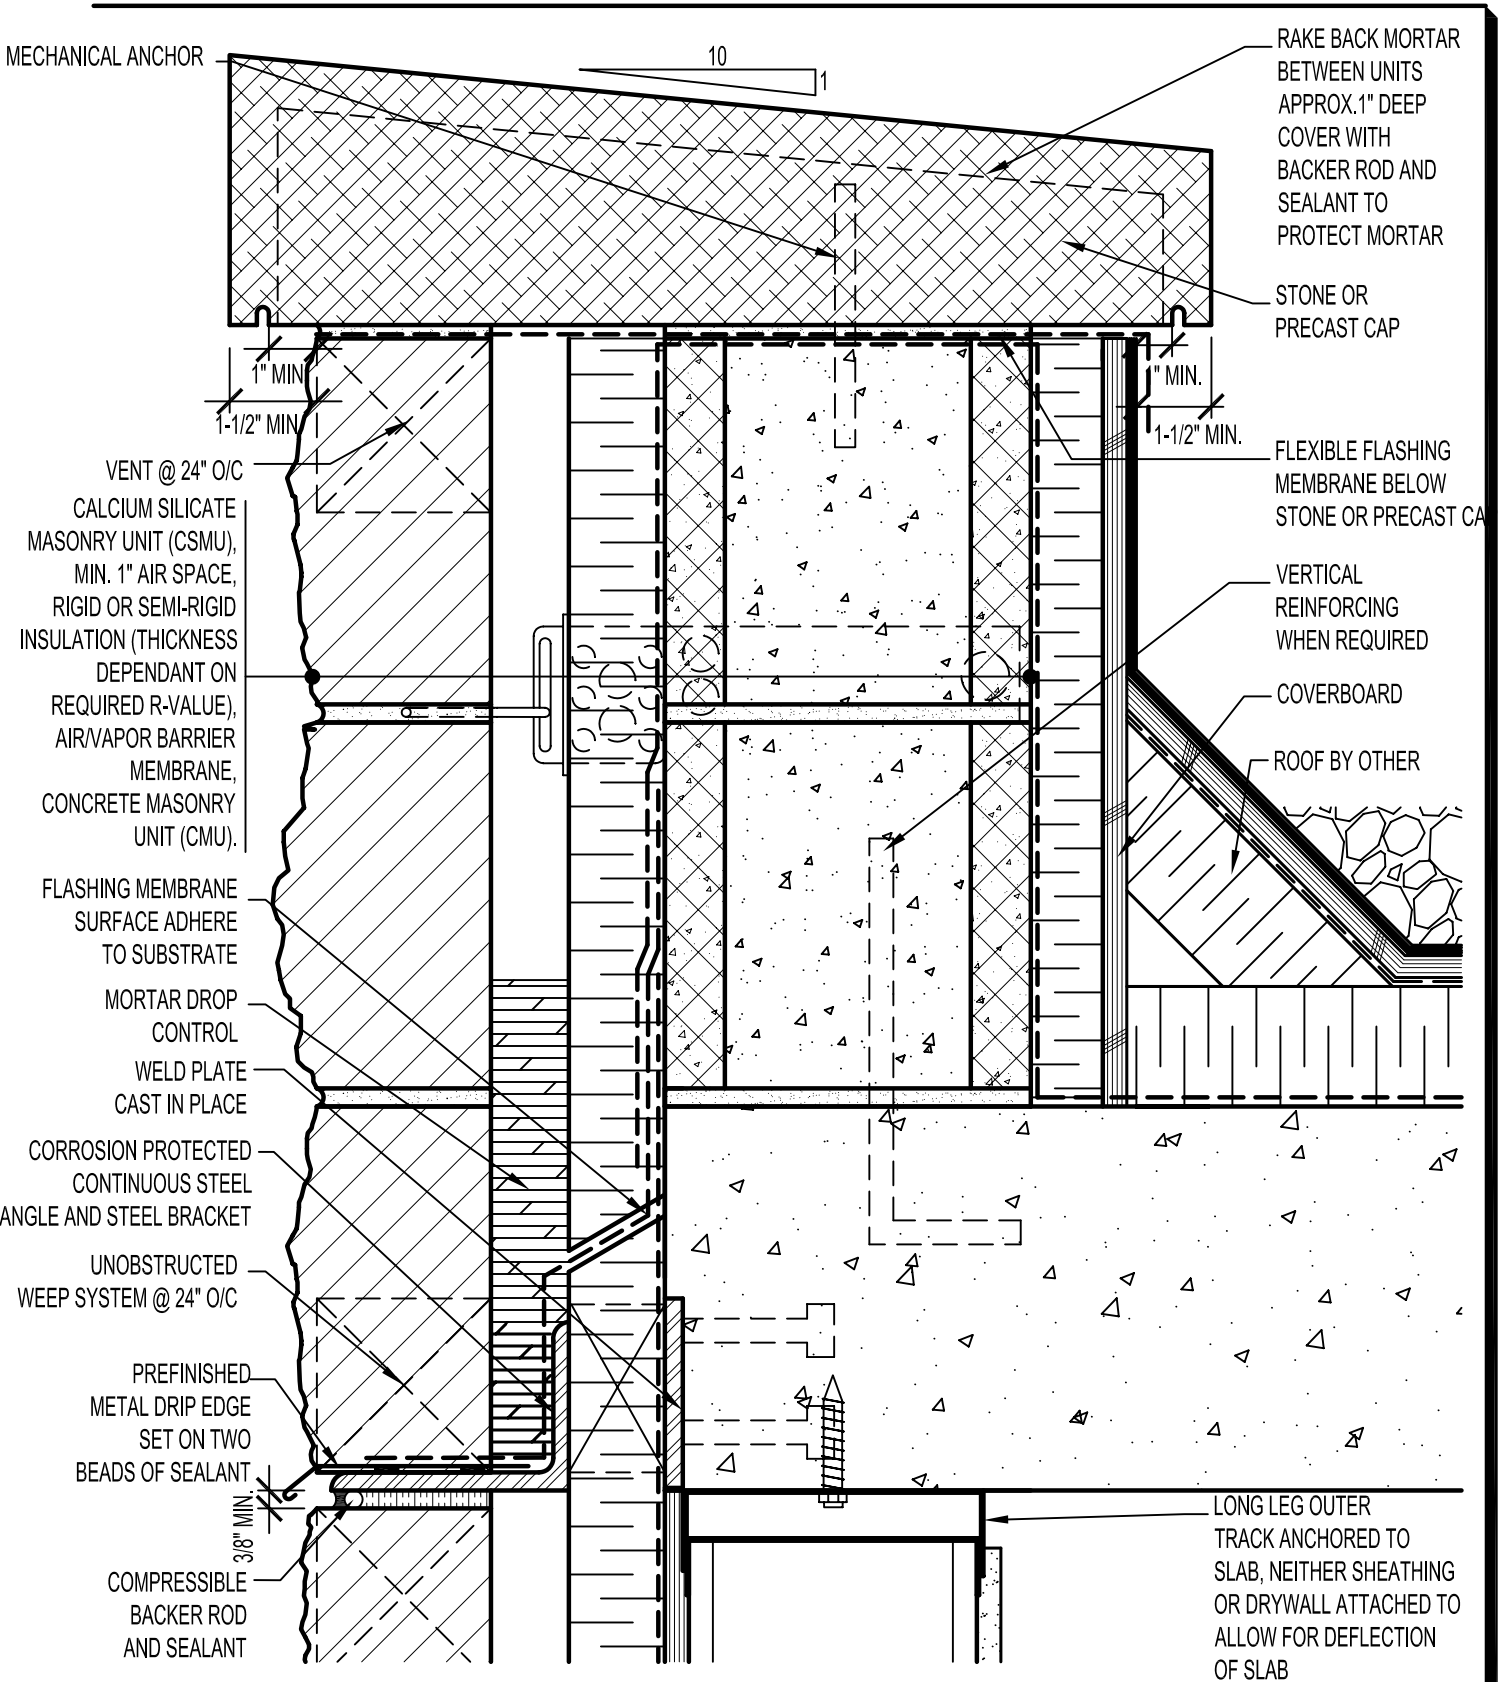 MECHANICAL ANCHOR
10
1
RAKE BACK MORTAR
BETWEEN UNITS
APPROX.1" DEEP
COVER WITH
BACKER ROD AND
SEALANT TO
PROTECT MORTAR
STONE OR
PRECAST CAP
1" MIN
1-1/2" MIN
" MIN.
1-1/2" MIN.
VENT @ 24" O/C
CALCIUM SILICATE
MASONRY UNIT (CSMU),
MIN. 1" AIR SPACE,
RIGID OR SEMI-RIGID
INSULATION (THICKNESS
DEPENDANT ON
REQUIRED R-VALUE),
AIR/VAPOR BARRIER
MEMBRANE,
CONCRETE MASONRY
UNIT (CMU).
FLEXIBLE FLASHING
MEMBRANE BELOW
STONE OR PRECAST CA
VERTICAL
REINFORCING
WHEN REQUIRED
COVERBOARD
ROOF BY OTHER
FLASHING MEMBRANE
SURFACE ADHERE
TO SUBSTRATE
MORTAR DROP
CONTROL
WELD PLATE
CAST IN PLACE
CORROSION PROTECTED
CONTINUOUS STEEL
ANGLE AND STEEL BRACKET
UNOBSTRUCTED
WEEP SYSTEM @ 24" O/C
PREFINISHED
METAL DRIP EDGE
SET ON TWO
BEADS OF SEALANT
3/8" MIN.
COMPRESSIBLE
BACKER ROD
AND SEALANT
LONG LEG OUTER
TRACK ANCHORED TO
SLAB, NEITHER SHEATHING
OR DRYWALL ATTACHED TO
ALLOW FOR DEFLECTION
OF SLAB